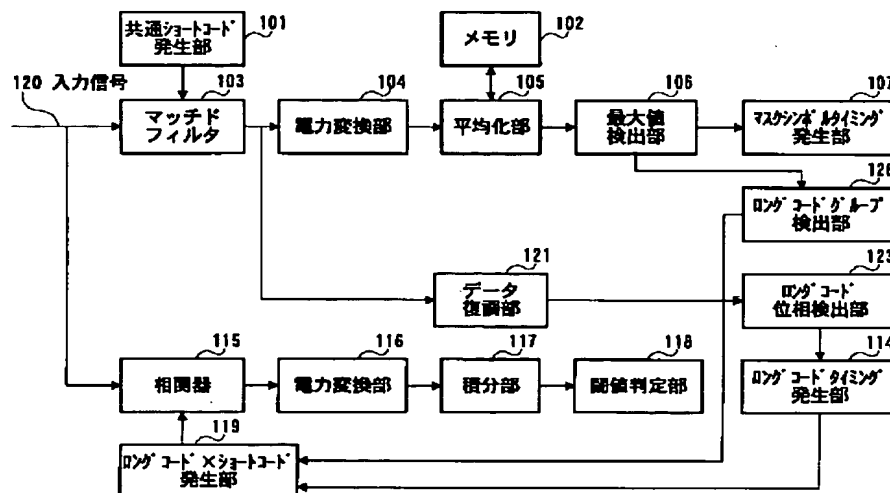 共通ショートコード
発生部
101
メモリ
102
120 入力信号
103
マッチド
フィルタ
104
電力変換部
105
平均化部
106
最大値
検出部
107
マスクシンボルタイミング
発生部
126
ロングコードグループ
検出部
121
データ
復調部
123
ロングコード
位相検出部
115
相関器
116
電力変換部
117
積分部
118
閾値判定部
114
ロングコードタイミング
発生部
119
ロングコード×ショートコード
発生部